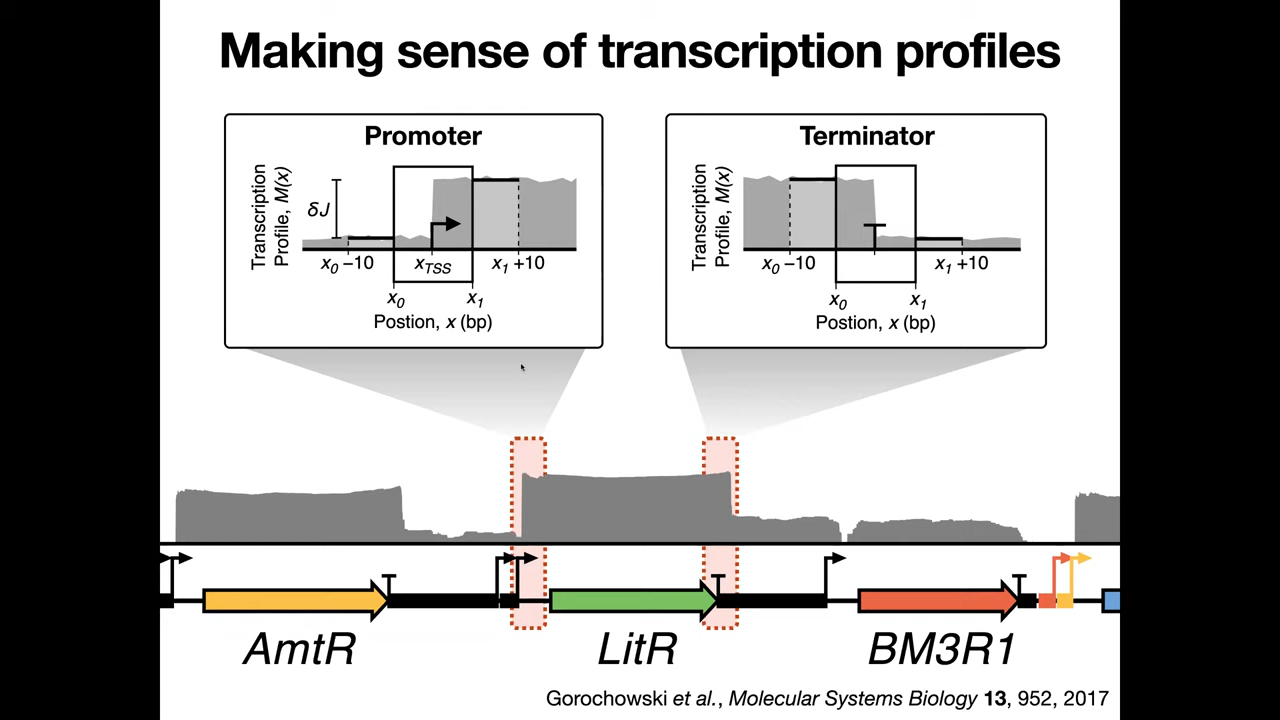 Making sense of transcription profiles
Promoter
Transcription
Profile, M(x)
δJ
x0 –10
xTSS
x1 +10
x0
x1
Postion, x (bp)
Terminator
Transcription
Profile, M(x)
x0 –10
x1 +10
x0
x1
Postion, x (bp)
AmtR
LitR
BM3R1
Gorochowski et al., Molecular Systems Biology 13, 952, 2017